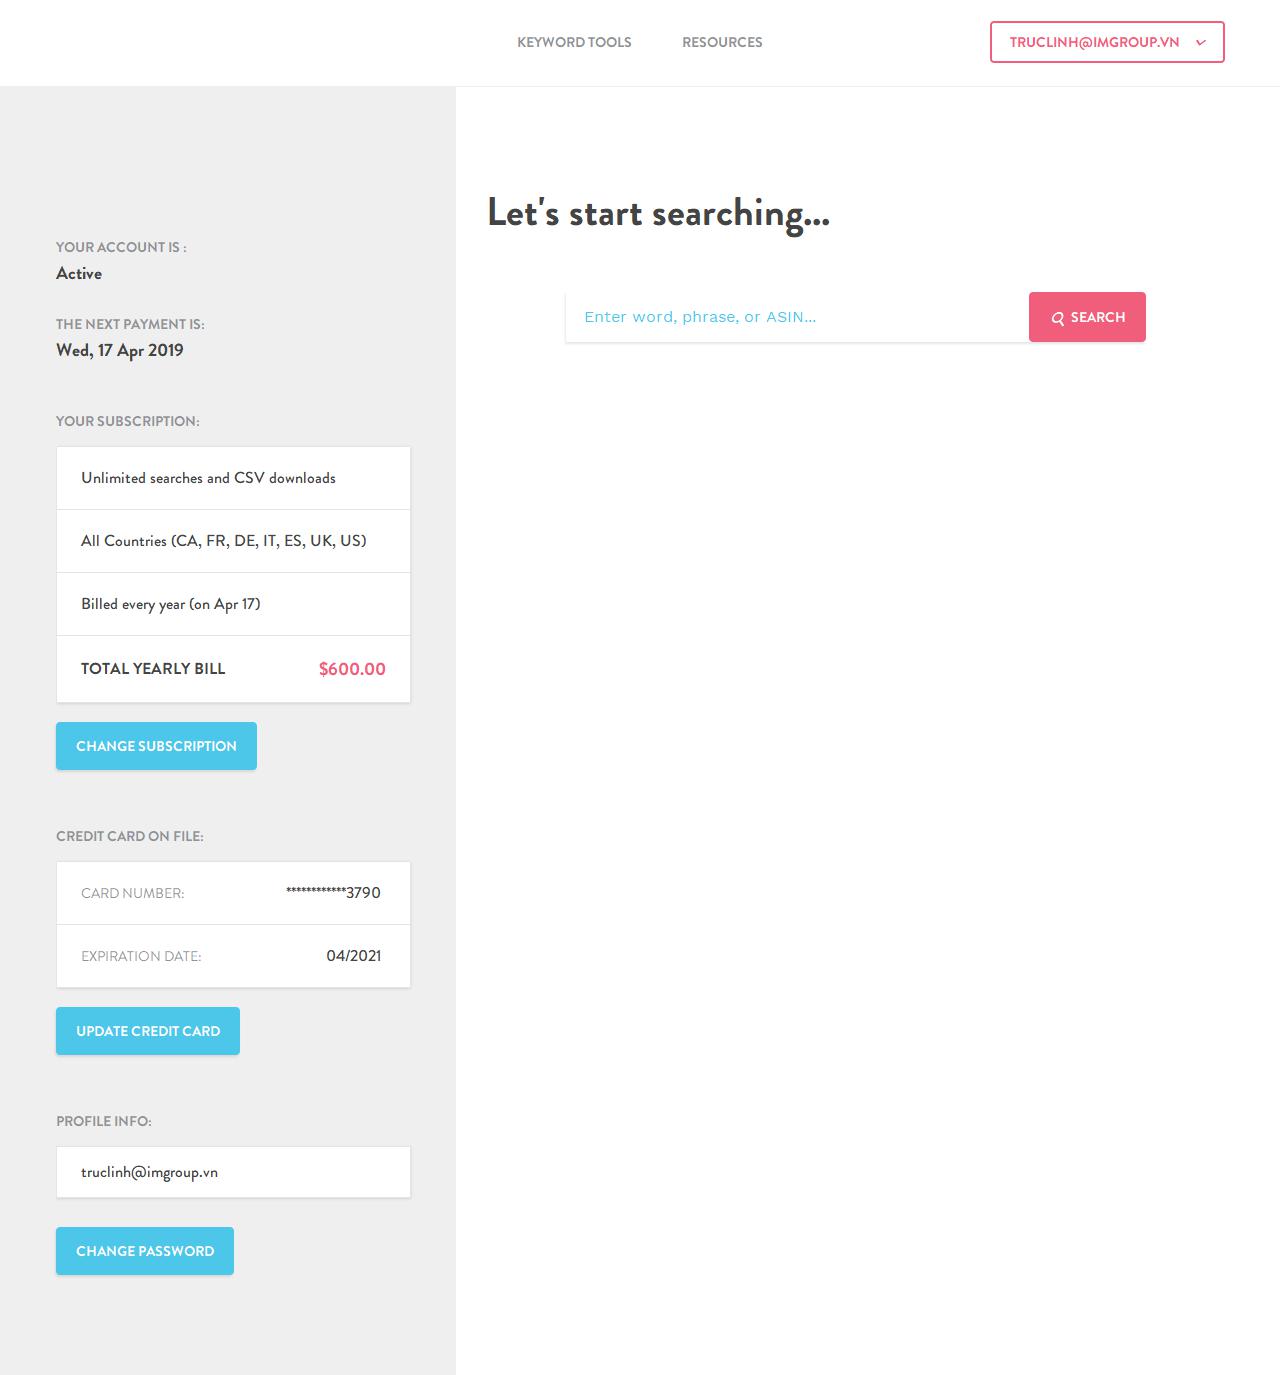 KEYWORD TOOLS RESOURCES TRUCLINH@IMGROUP.VN
Let's start searching...
Enter word, phrase, or ASIN... SEARCH
YOUR ACCOUNT IS :
Active
THE NEXT PAYMENT IS:
Wed, 17 Apr 2019
YOUR SUBSCRIPTION:
Unlimited searches and CSV downloads
All Countries (CA, FR, DE, IT, ES, UK, US)
Billed every year (on Apr 17)
TOTAL YEARLY BILL $600.00
CHANGE SUBSCRIPTION
CREDIT CARD ON FILE:
CARD NUMBER: ************3790
EXPIRATION DATE: 04/2021
UPDATE CREDIT CARD
PROFILE INFO:
truclinh@imgroup.vn
CHANGE PASSWORD